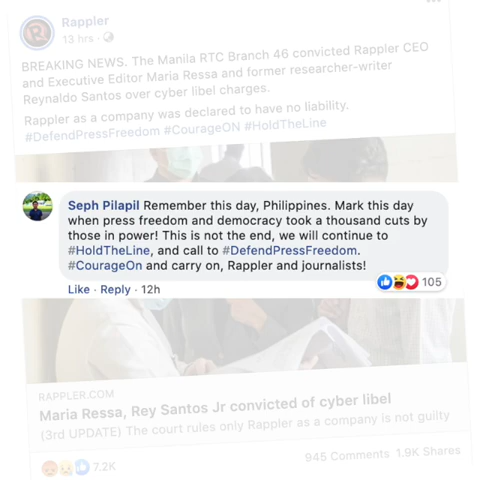 Rappler
13 hrs ·
BREAKING NEWS. The Manila RTC Branch 46 convicted Rappler CEO
and Executive Editor Maria Ressa and former researcher-writer
Reynaldo Santos over cyber libel charges.
Rappler as a company was declared to have no liability.
#DefendPressFreedom #CourageON #HoldTheLine
Seph Pilapil Remember this day, Philippines. Mark this day
when press freedom and democracy took a thousand cuts by
those in power! This is not the end, we will continue to
#HoldTheLine, and call to #DefendPressFreedom.
#CourageOn and carry on, Rappler and journalists!
105
Like · Reply · 12h
RAPPLER.COM
Maria Ressa, Rey Santos Jr convicted of cyber libel
(3rd UPDATE) The court rules only Rappler as a company is not guilty
7.2K
945 Comments 1.9K Shares